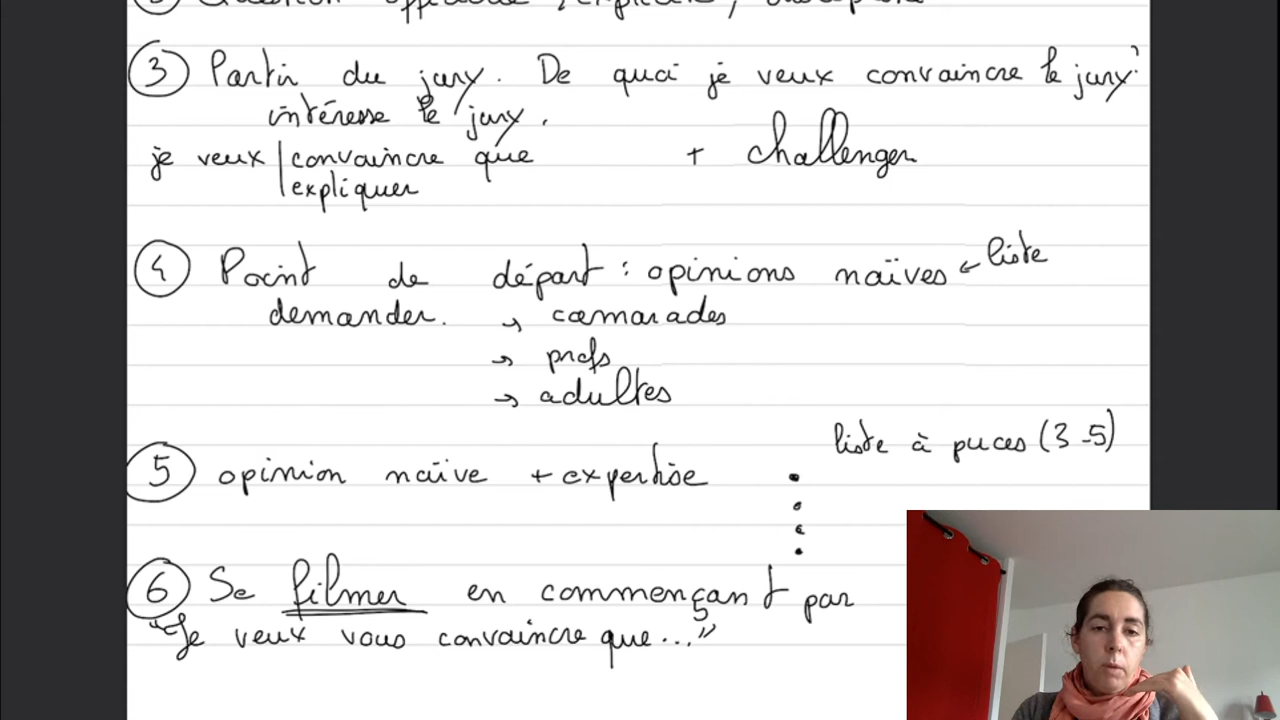 ② Question
③ Partir du jury. De quoi je veux convaincre le jury?
intéresse le jury.
je veux convaincre que + challenger
expliquer
④ Point de départ : opinions naïves ← liste
demander. → camarades
→ profs
→ adultes
liste à puces (3-5)
⑤ opinion naïve + expertise
⑥ Se filmer en commençant par
"Je veux vous convaincre que..."